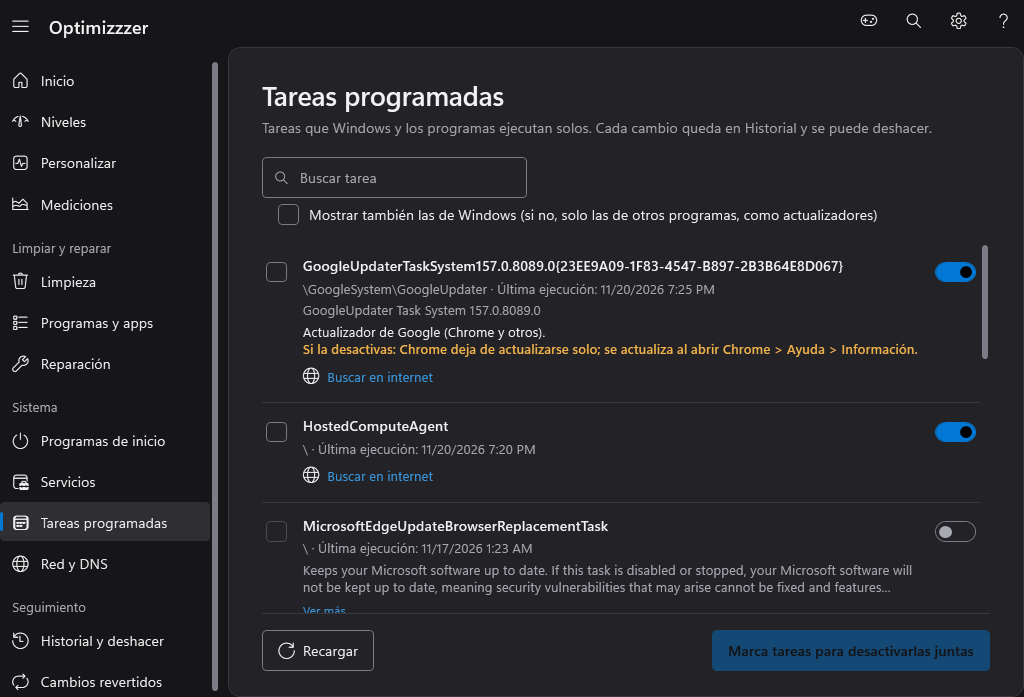 Optimizzzer
Inicio
Niveles
Personalizar
Mediciones
Limpiar y reparar
Limpieza
Programas y apps
Reparación
Sistema
Programas de inicio
Servicios
Tareas programadas
Red y DNS
Seguimiento
Historial y deshacer
Cambios revertidos
Tareas programadas
Tareas que Windows y los programas ejecutan solos. Cada cambio queda en Historial y se puede deshacer.
Buscar tarea
Mostrar también las de Windows (si no, solo las de otros programas, como actualizadores)
GoogleUpdaterTaskSystem157.0.8089.0{23EE9A09-1F83-4547-B897-2B3B64E8D067}
\GoogleSystem\GoogleUpdater · Última ejecución: 11/20/2026 7:25 PM
GoogleUpdater Task System 157.0.8089.0
Actualizador de Google (Chrome y otros).
Si la desactivas: Chrome deja de actualizarse solo; se actualiza al abrir Chrome > Ayuda > Información.
Buscar en internet
HostedComputeAgent
\ · Última ejecución: 11/20/2026 7:20 PM
Buscar en internet
MicrosoftEdgeUpdateBrowserReplacementTask
\ · Última ejecución: 11/17/2026 1:23 AM
Keeps your Microsoft software up to date. If this task is disabled or stopped, your Microsoft software will
not be kept up to date, meaning security vulnerabilities that may arise cannot be fixed and features...
Ver más
Recargar
Marca tareas para desactivarlas juntas